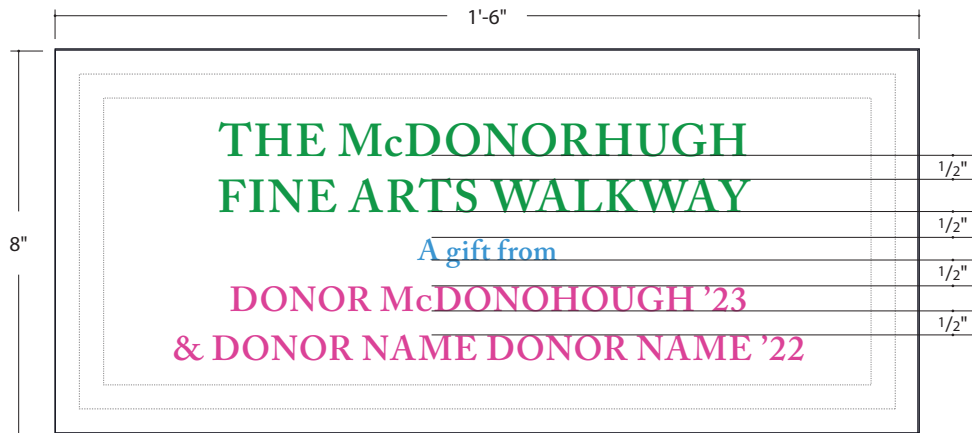 1'-6"
THE McDONORHUGH
1/2"
FINE ARTS WALKWAY
1/2"
8"
A gift from
1/2"
DONOR McDONOHOUGH ’23
1/2"
& DONOR NAME DONOR NAME ’22